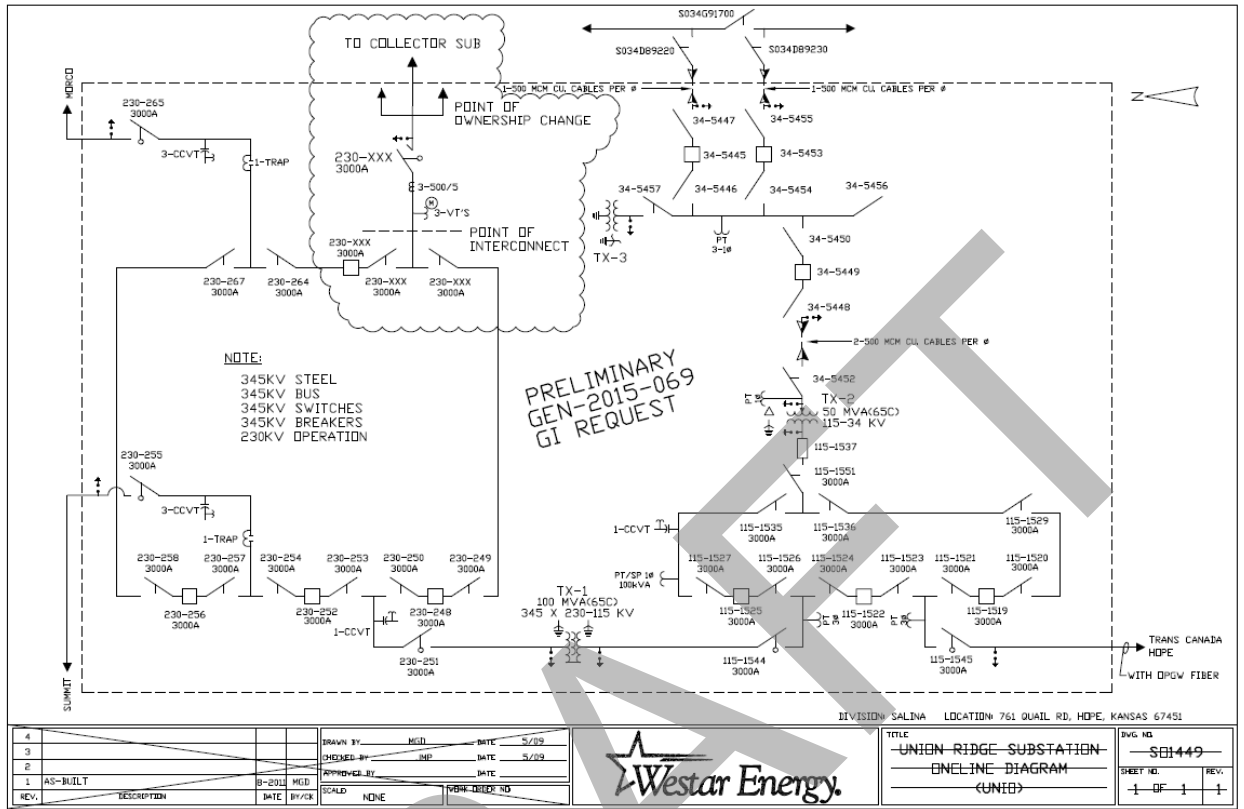 S034G91700
TO COLLECTOR SUB
S034D89220
S034D89230
MORCO
230-265
3000A
1-500 MCM CU, CABLES PER Ø
1-500 MCM CU, CABLES PER Ø
N
POINT OF
OWNERSHIP CHANGE
3-CCVT
1-TRAP
230-XXX
3000A
34-5447
34-5455
34-5445
34-5453
3-500/5
34-5457
34-5446
34-5454
34-5456
M
3-VT'S
POINT OF
INTERCONNECT
TX-3
PT
3-1Ø
34-5450
230-XXX
3000A
230-267
3000A
230-264
3000A
230-XXX
3000A
230-XXX
3000A
34-5449
34-5448
2-500 MCM CU, CABLES PER Ø
NOTE:
345KV STEEL
345KV BUS
345KV SWITCHES
345KV BREAKERS
230KV OPERATION
PRELIMINARY
GEN-2015-069
GI REQUEST
34-5452
PT
1Ø
TX-2
50 MVA(65C)
115-34 KV
115-1537
115-1551
3000A
230-255
3000A
3-CCVT
1-TRAP
1-CCVT
115-1535
3000A
115-1536
3000A
115-1529
3000A
230-258
3000A
230-257
3000A
230-254
3000A
230-253
3000A
230-250
3000A
230-249
3000A
115-1527
3000A
115-1526
3000A
115-1524
3000A
115-1523
3000A
115-1521
3000A
115-1520
3000A
PT/SP 1Ø
100kVA
230-256
3000A
230-252
3000A
230-248
3000A
TX-1
100 MVA(65C)
345 X 230-115 KV
115-1525
3000A
115-1522
3000A
115-1519
3000A
1-CCVT
PT
3Ø
PT
3Ø
230-251
3000A
115-1544
3000A
115-1545
3000A
TRANS CANADA
HOPE
WITH OPGW FIBER
SUMMIT
DRAFT
DIVISION: SALINA LOCATION: 761 QUAIL RD, HOPE, KANSAS 67451
4
3
2
1 AS-BUILT 8-2011 MGD
REV. DESCRIPTION DATE BY/CK
DRAWN BY MGD DATE 5/09
CHECKED BY JMP DATE 5/09
APPROVED BY DATE
SCALE NONE WORK ORDER NO.
Westar Energy.
TITLE
UNION RIDGE SUBSTATION
ONELINE DIAGRAM
(UNIO)
DWG. NO.
S01449
SHEET NO. REV.
1 OF 1 1